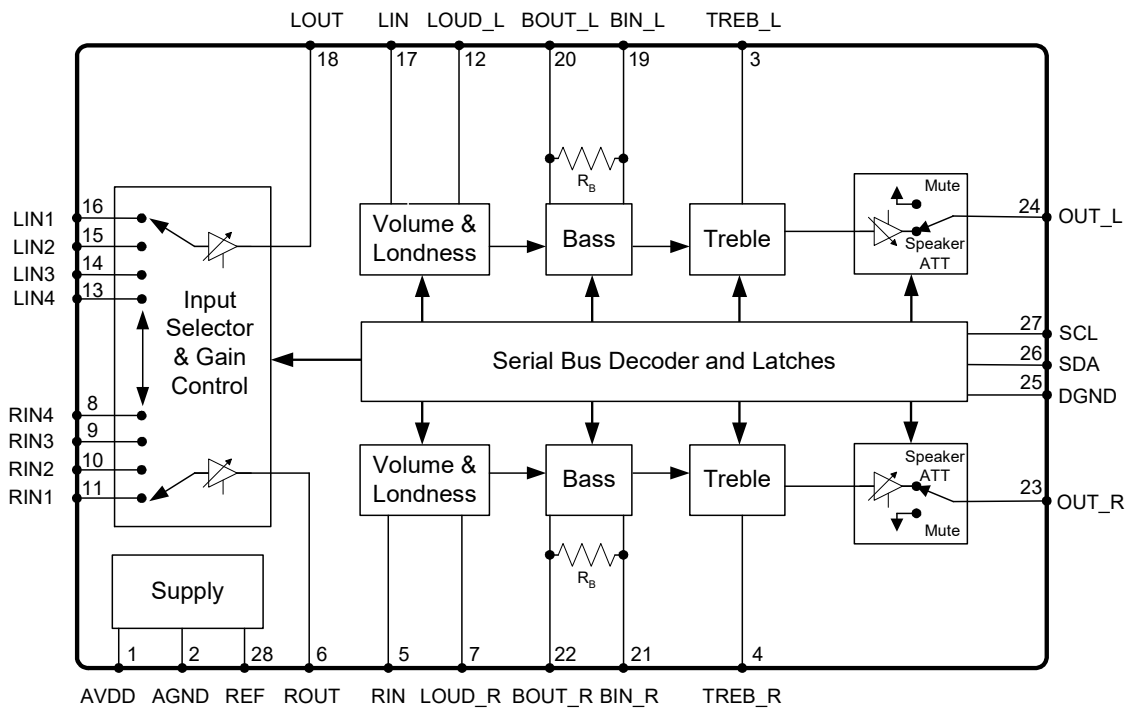 LOUT LIN LOUD_L BOUT_L BIN_L TREB_L
18 17 12 20 19 3
R_B
Mute
LIN1 16
Volume & Londness
Bass
Treble
Speaker ATT
24 OUT_L
LIN2 15
LIN3 14
LIN4 13
Input Selector & Gain Control
Serial Bus Decoder and Latches
27 SCL
26 SDA
25 DGND
RIN4 8
RIN3 9
RIN2 10
RIN1 11
Volume & Londness
Bass
Treble
Speaker ATT
Mute
23 OUT_R
R_B
Supply
1 2 28 6 5 7 22 21 4
AVDD AGND REF ROUT RIN LOUD_R BOUT_R BIN_R TREB_R